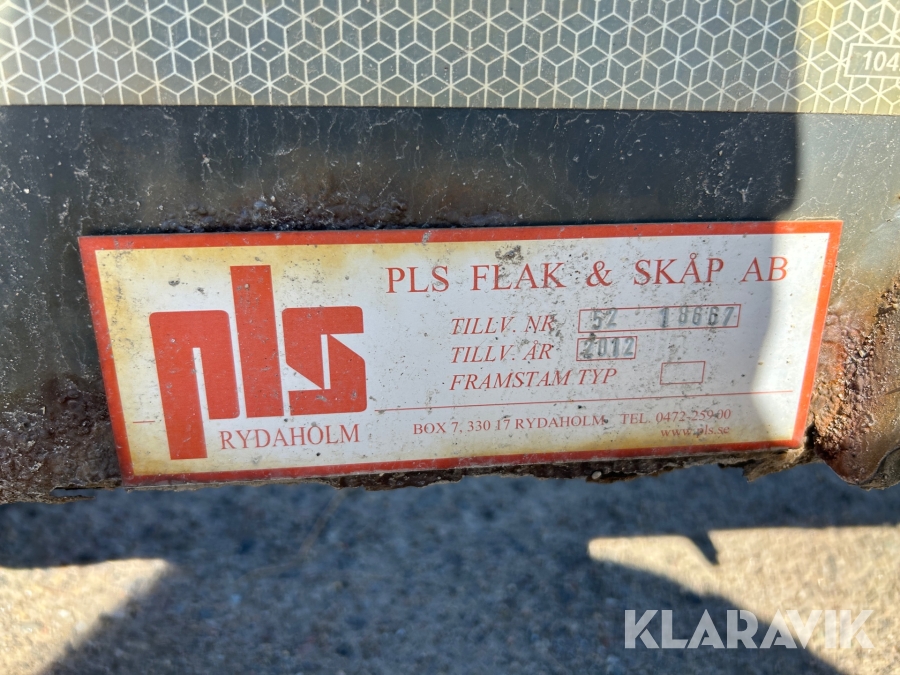 104
pls
RYDAHOLM
PLS FLAK & SKÅP AB
TILLV. NR 52 18667
TILLV. ÅR 2012
FRAMSTAM TYP
BOX 7, 330 17 RYDAHOLM, TEL. 0472-259 00
www.pls.se
KLARAVIK